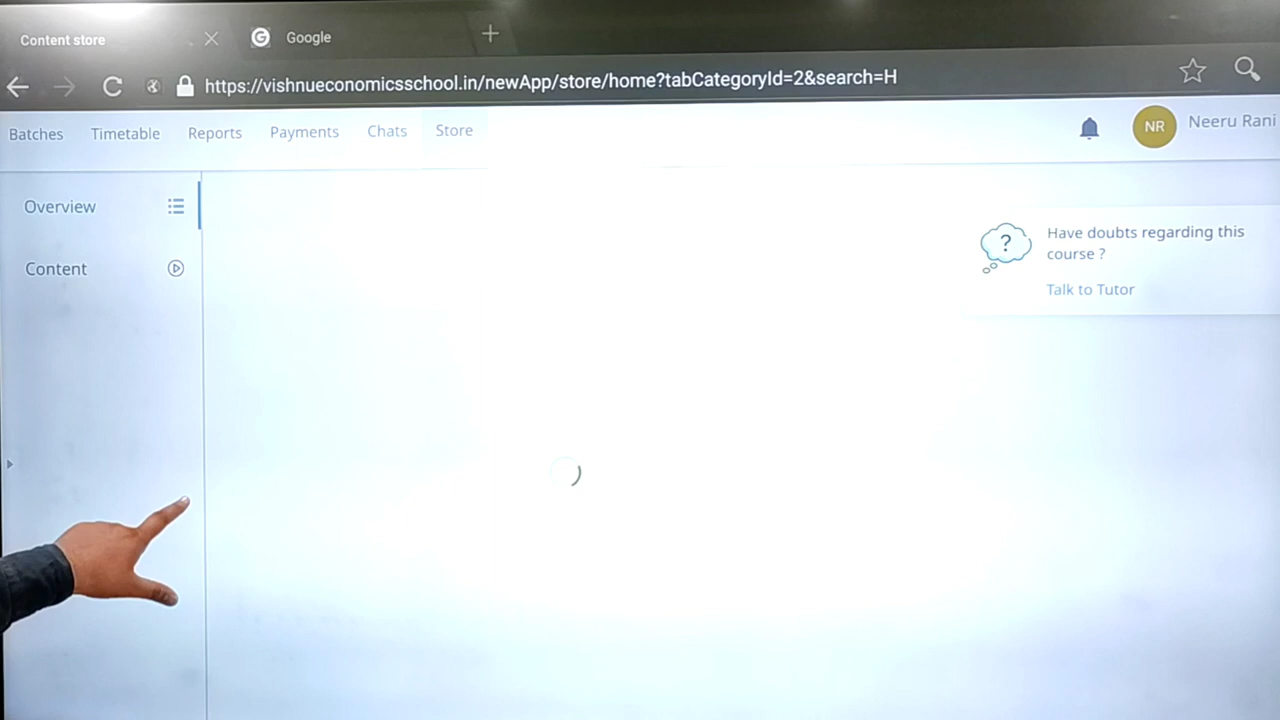 Content store
Google
https://vishnueconomicsschool.in/newApp/store/home?tabCategoryId=2&search=H
Batches Timetable Reports Payments Chats Store
NR Neeru Rani
Overview
Content
? Have doubts regarding this
course ?
Talk to Tutor